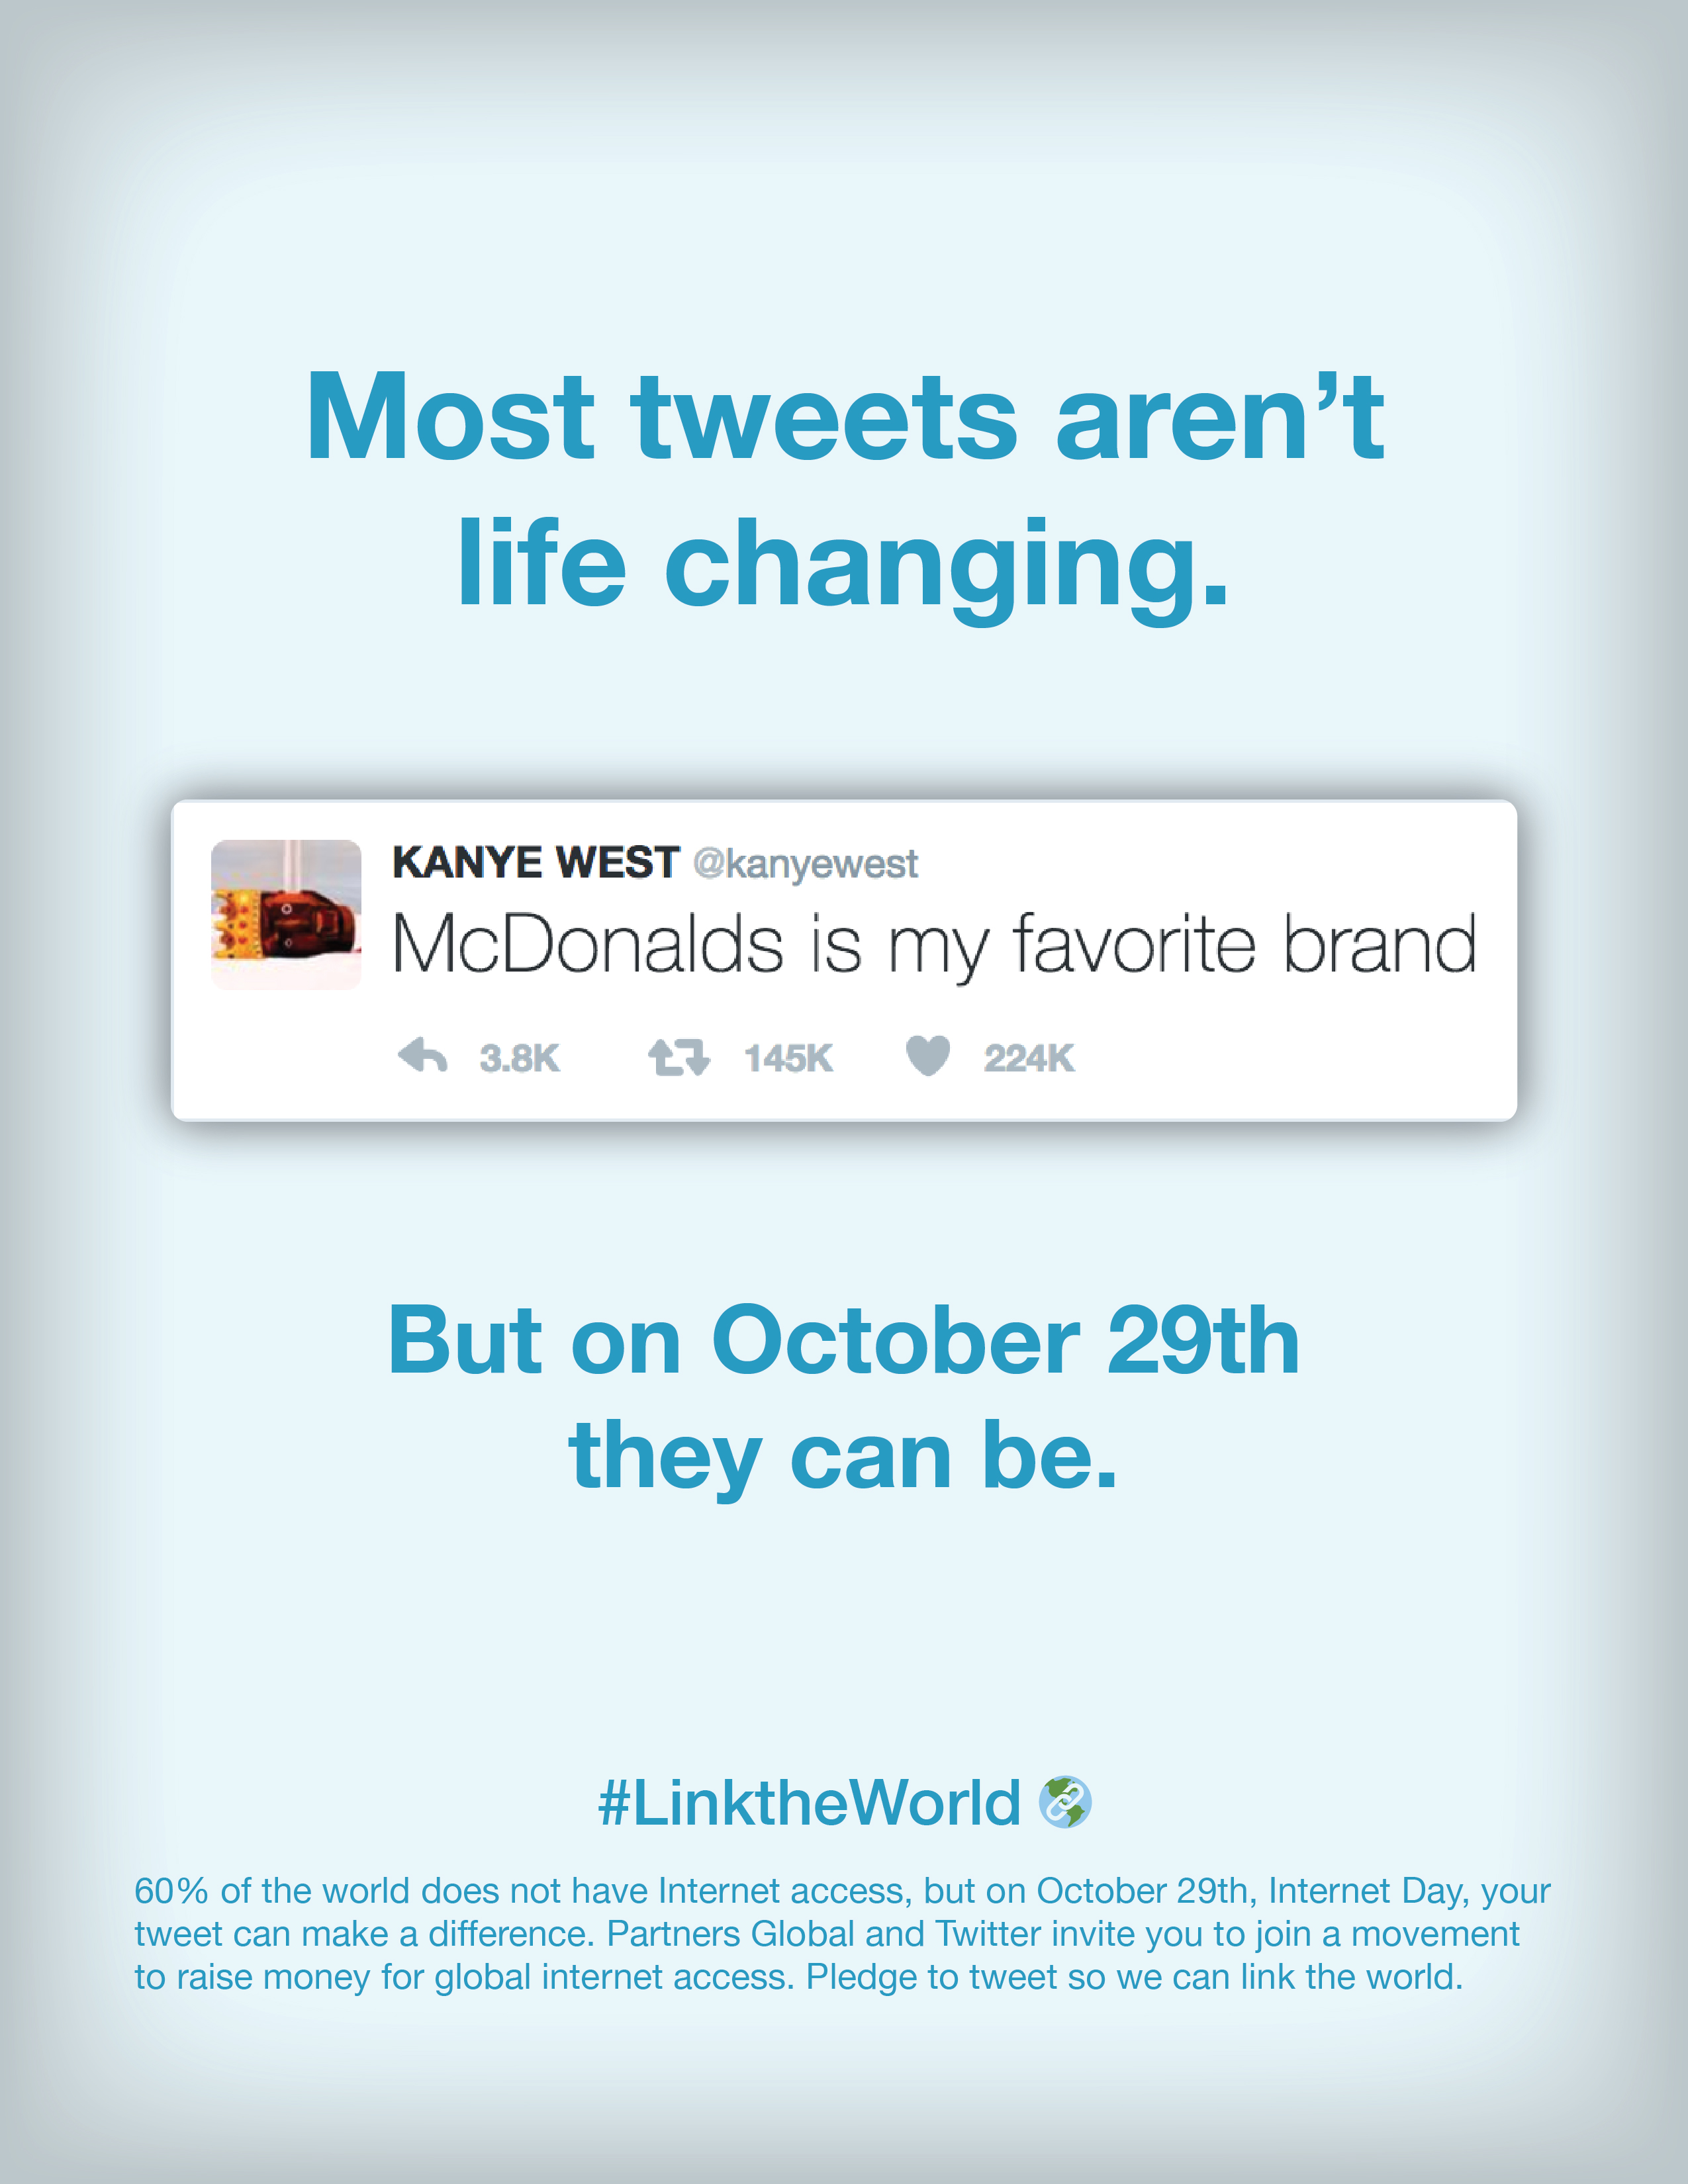 Most tweets aren’t
life changing.
KANYE WEST @kanyewest
McDonalds is my favorite brand
3.8K 145K 224K
But on October 29th
they can be.
#LinktheWorld
60% of the world does not have Internet access, but on October 29th, Internet Day, your
tweet can make a difference. Partners Global and Twitter invite you to join a movement
to raise money for global internet access. Pledge to tweet so we can link the world.